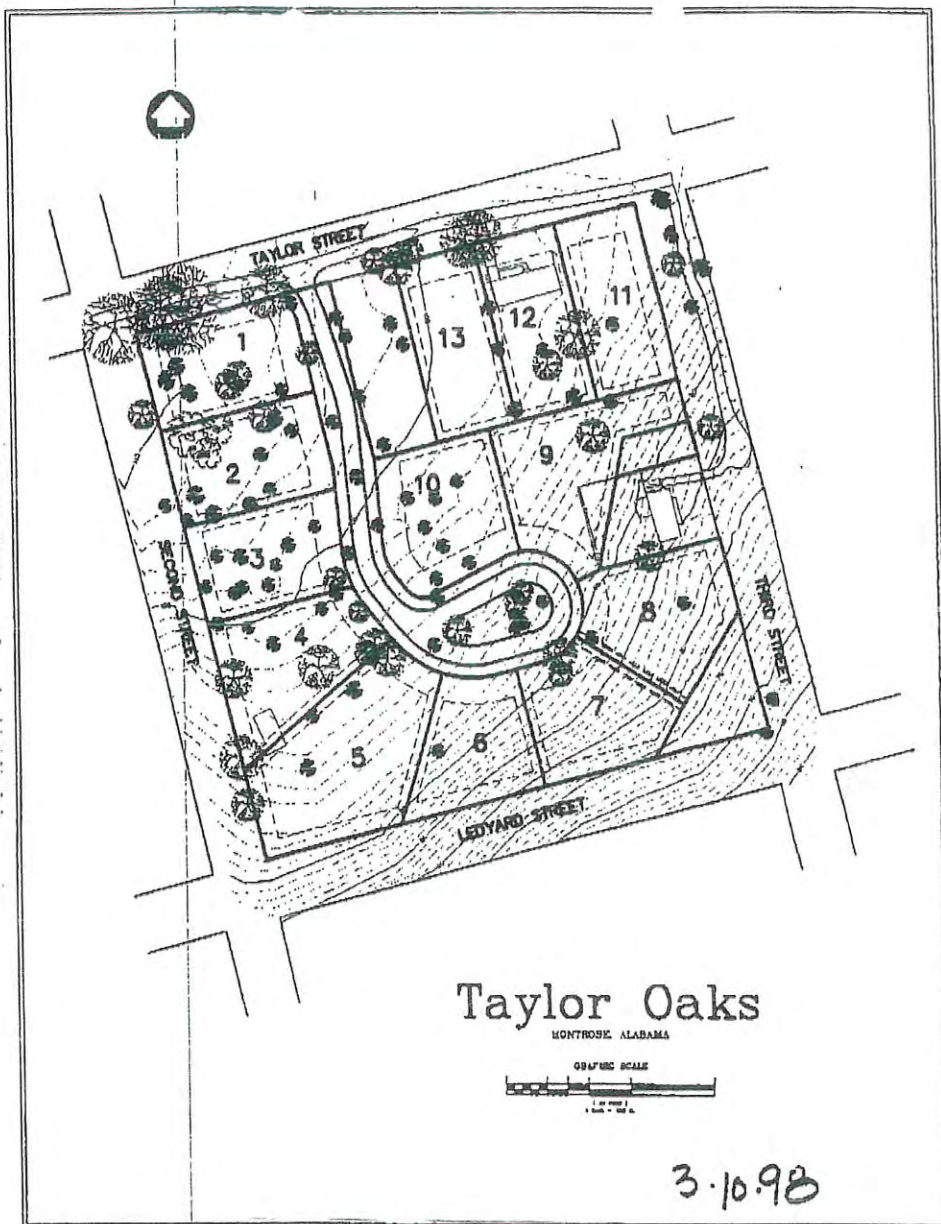 TAYLOR STREET
11
12
13
1
9
2
10
SECOND STREET
3
THIRD STREET
8
4
7
6
5
LEDYARD STREET
Taylor Oaks
MONTROSE, ALABAMA
GRAPHIC SCALE
3.10.98